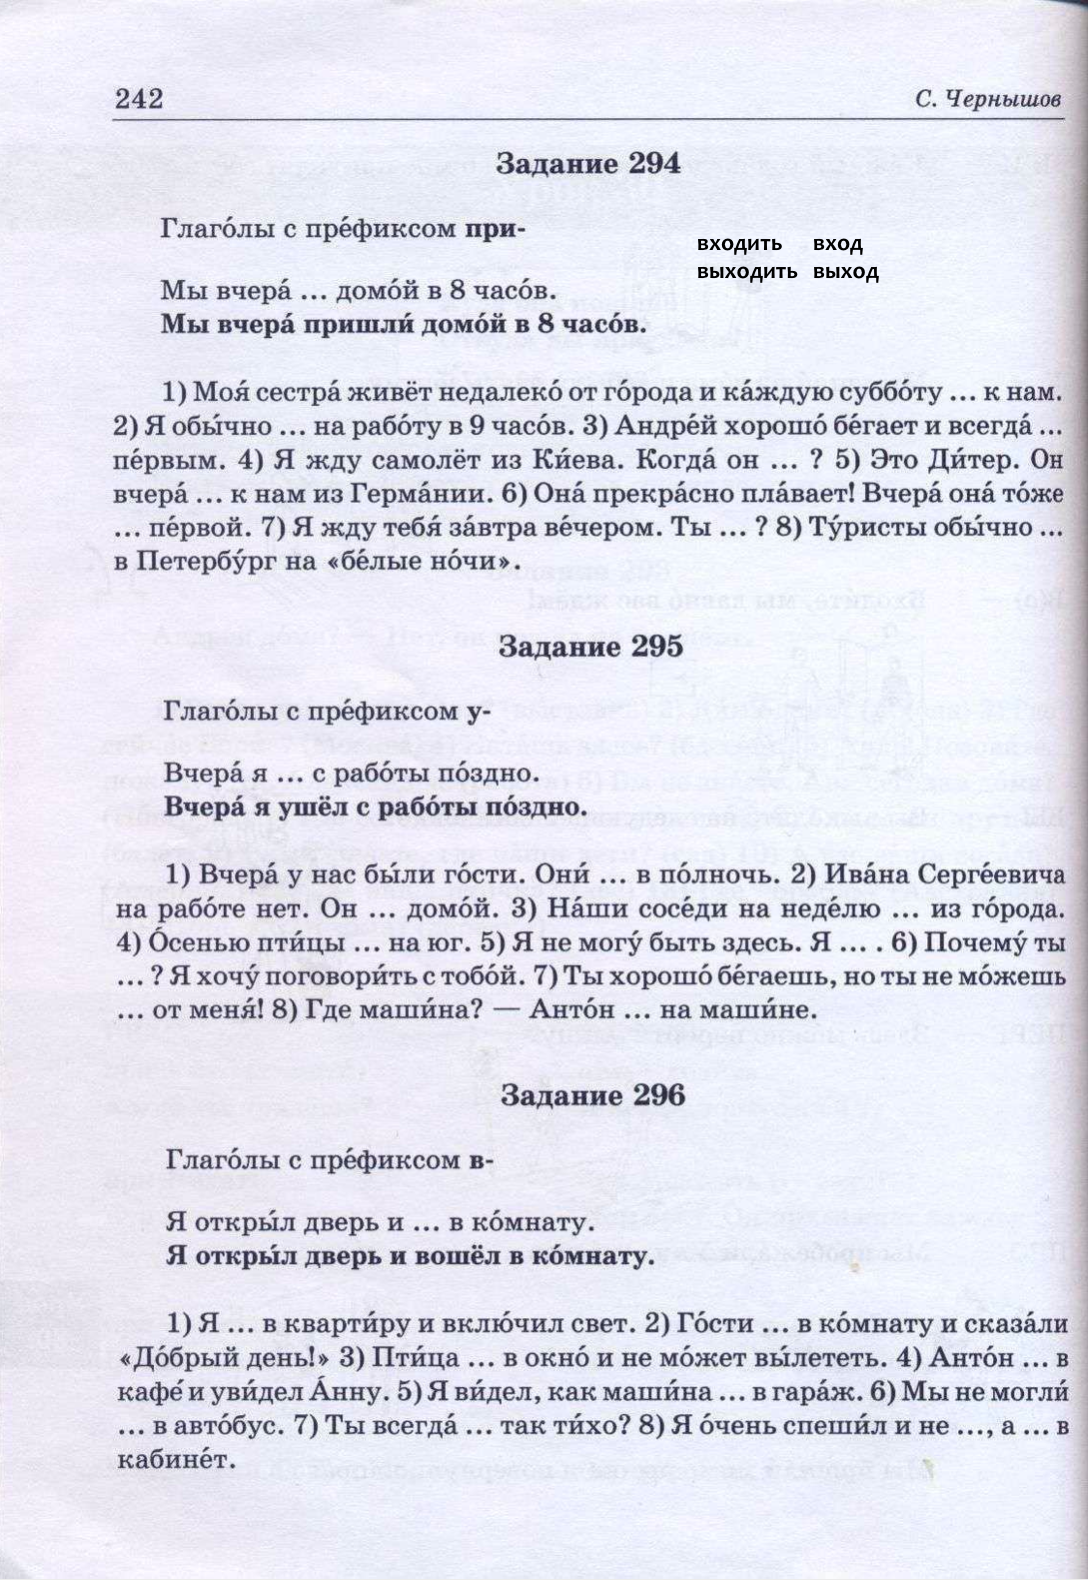 242 С. Чернышов
Задание 294
Глаго́лы с пре́фиксом при-
входить вход
выходить выход
Мы вчера́ ... домо́й в 8 часо́в.
Мы вчера́ пришли́ домо́й в 8 часо́в.
1) Моя́ сестра́ живёт недалеко́ от го́рода и ка́ждую суббо́ту ... к нам.
2) Я обы́чно ... на рабо́ту в 9 часо́в. 3) Андре́й хорошо́ бе́гает и всегда́ ...
пе́рвым. 4) Я жду самолёт из Ки́ева. Когда́ он ... ? 5) Это Ди́тер. Он
вчера́ ... к нам из Герма́нии. 6) Она́ прекра́сно пла́вает! Вчера́ она́ то́же
... пе́рвой. 7) Я жду тебя́ за́втра ве́чером. Ты ... ? 8) Ту́ристы обы́чно ...
в Петербу́рг на «бе́лые но́чи».
Задание 295
Глаго́лы с пре́фиксом у-
Вчера́ я ... с рабо́ты по́здно.
Вчера́ я ушёл с рабо́ты по́здно.
1) Вчера́ у нас бы́ли го́сти. Они́ ... в по́лночь. 2) Ива́на Серге́евича
на рабо́те нет. Он ... домо́й. 3) На́ши сосе́ди на неде́лю ... из го́рода.
4) О́сенью пти́цы ... на юг. 5) Я не могу́ быть здесь. Я ... . 6) Почему́ ты
... ? Я хочу́ поговори́ть с тобо́й. 7) Ты хорошо́ бе́гаешь, но ты не мо́жешь
... от меня́! 8) Где маши́на? — Анто́н ... на маши́не.
Задание 296
Глаго́лы с пре́фиксом в-
Я откры́л дверь и ... в ко́мнату.
Я откры́л дверь и вошёл в ко́мнату.
1) Я ... в кварти́ру и включи́л свет. 2) Го́сти ... в ко́мнату и сказа́ли
«До́брый день!» 3) Пти́ца ... в окно́ и не мо́жет вы́лететь. 4) Анто́н ... в
кафе́ и уви́дел А́нну. 5) Я ви́дел, как маши́на ... в гара́ж. 6) Мы не могли́
... в авто́бус. 7) Ты всегда́ ... так ти́хо? 8) Я о́чень спеши́л и не ..., а ... в
кабине́т.